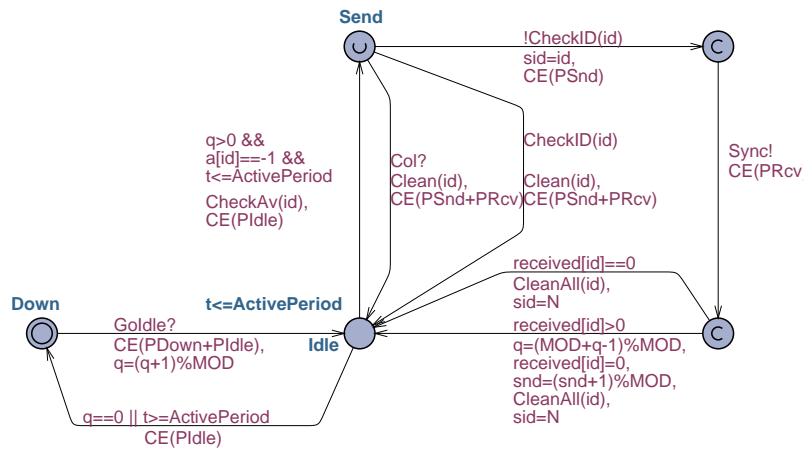 Send
!CheckID(id)
sid=id,
CE(PSnd)
q>0 &&
a[id]==-1 &&
t<=ActivePeriod
CheckAv(id),
CE(PIdle)
Col?
Clean(id),
CE(PSnd+PRcv)
CheckID(id)
Clean(id),
CE(PSnd+PRcv)
Sync!
CE(PRcv
received[id]==0
CleanAll(id),
sid=N
Down
t<=ActivePeriod
Idle
GoIdle?
CE(PDown+PIdle),
q=(q+1)%MOD
received[id]>0
q=(MOD+q-1)%MOD,
received[id]=0,
snd=(snd+1)%MOD,
CleanAll(id),
sid=N
q==0 || t>=ActivePeriod
CE(PIdle)
C
C